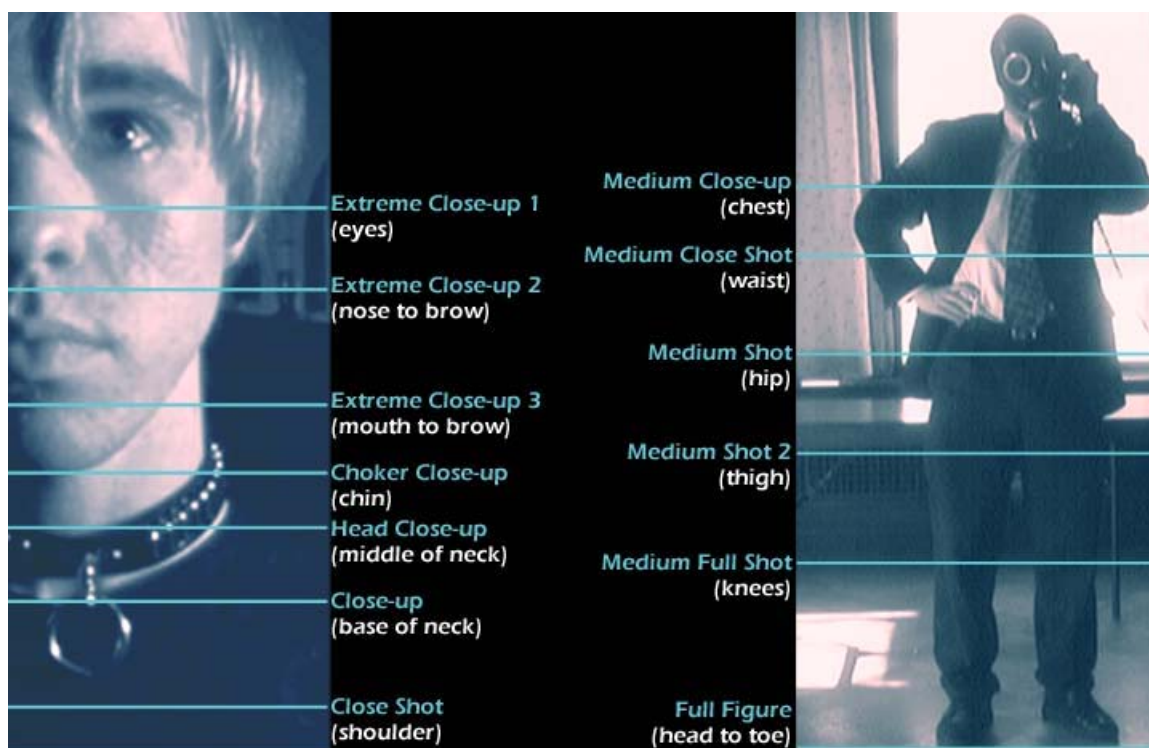 Extreme Close-up 1
(eyes)
Extreme Close-up 2
(nose to brow)
Extreme Close-up 3
(mouth to brow)
Choker Close-up
(chin)
Head Close-up
(middle of neck)
Close-up
(base of neck)
Close Shot
(shoulder)
Medium Close-up
(chest)
Medium Close Shot
(waist)
Medium Shot
(hip)
Medium Shot 2
(thigh)
Medium Full Shot
(knees)
Full Figure
(head to toe)